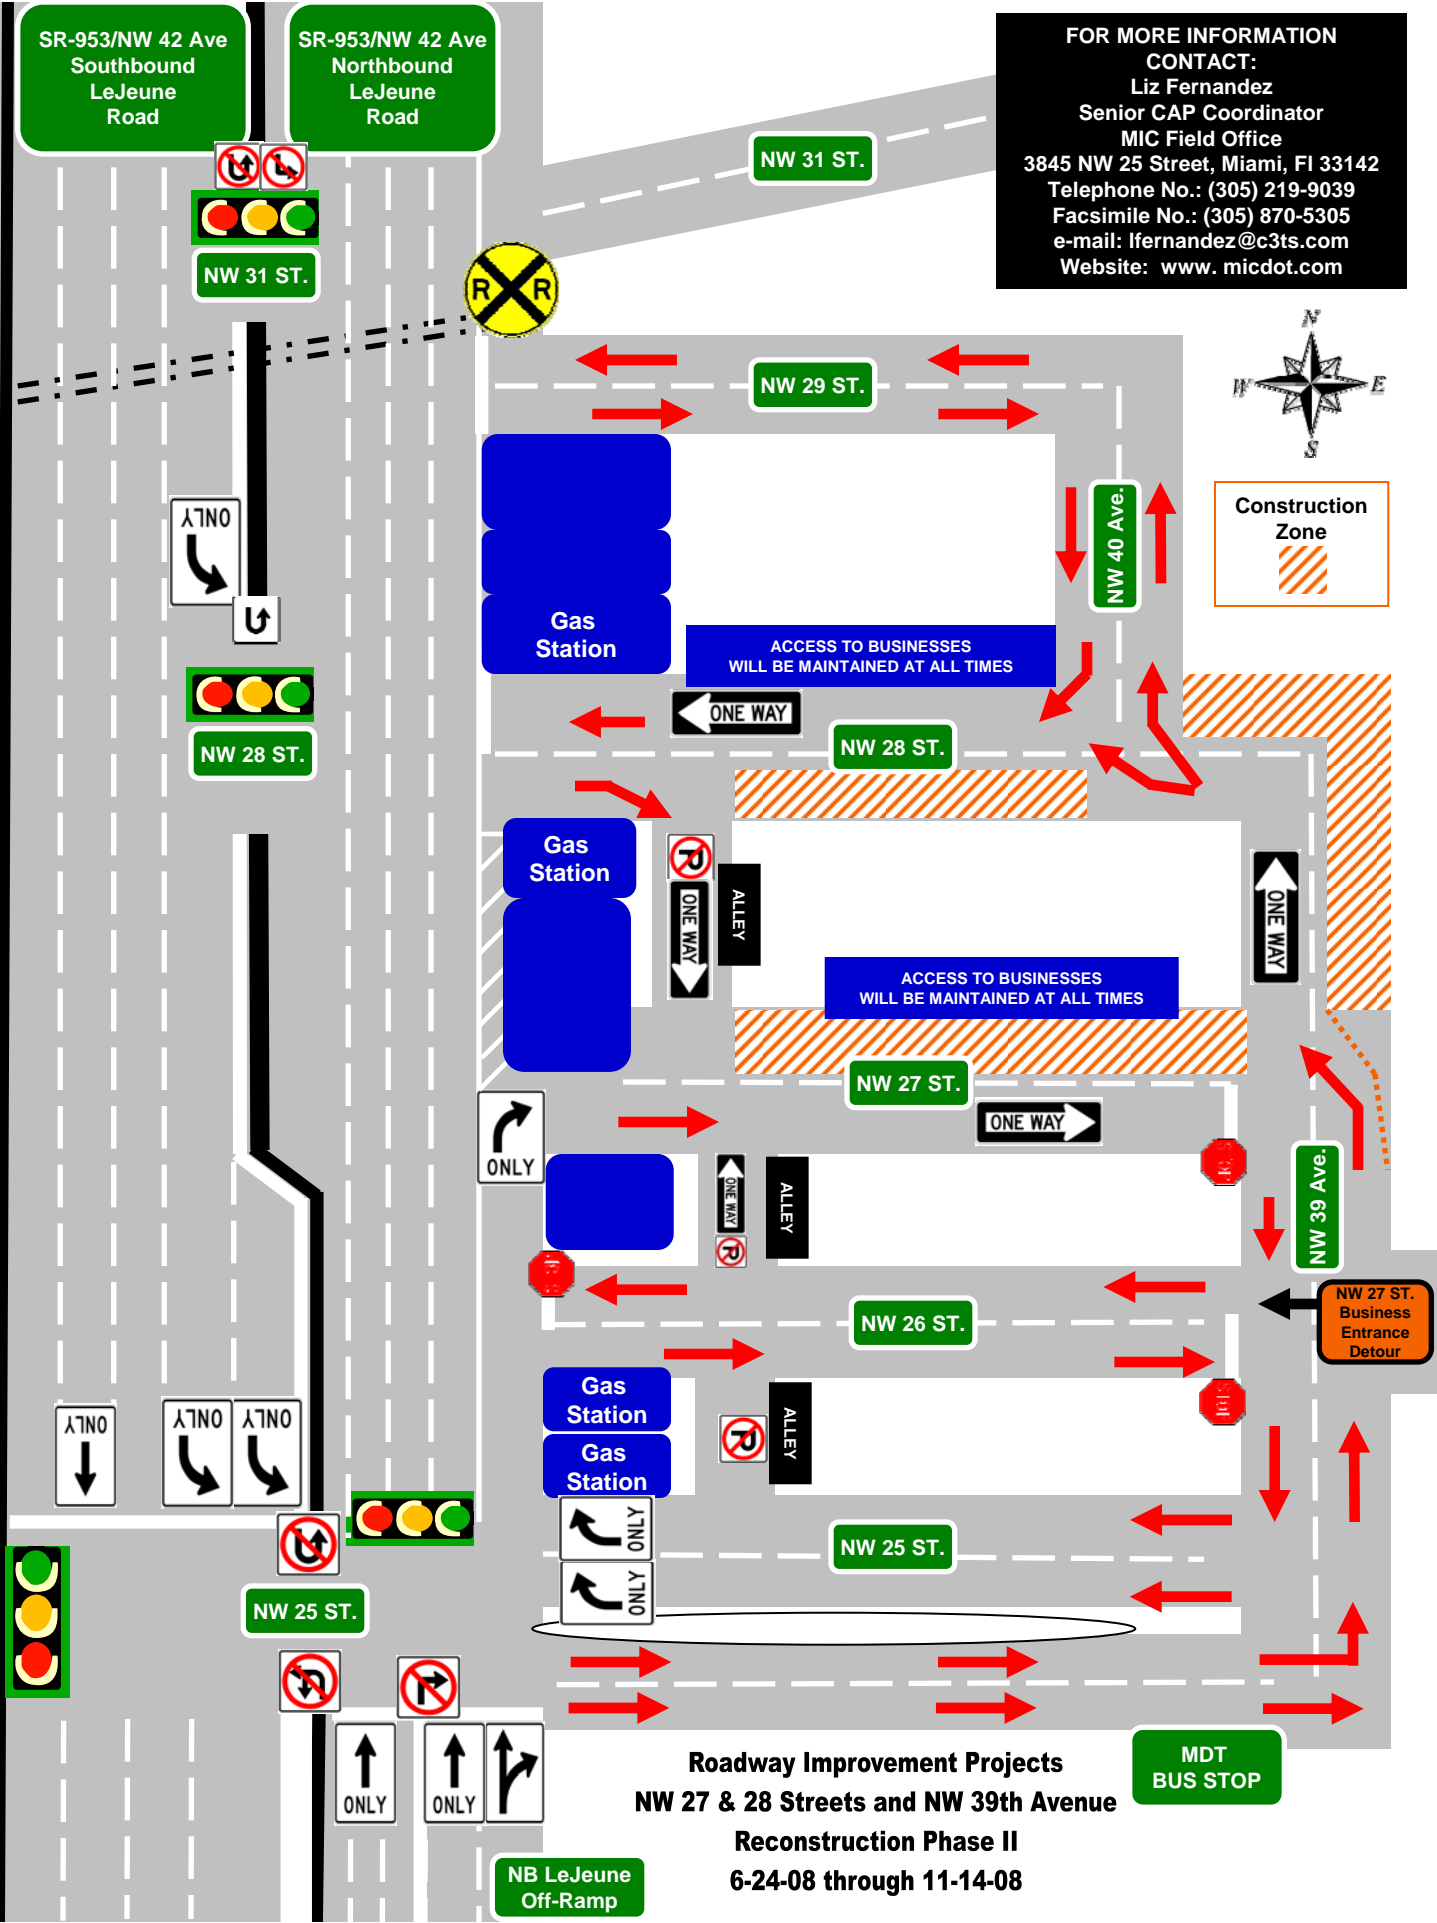 SR-953/NW 42 Ave
Southbound
LeJeune
Road
SR-953/NW 42 Ave
Northbound
LeJeune
Road
FOR MORE INFORMATION
CONTACT:
Liz Fernandez
Senior CAP Coordinator
MIC Field Office
3845 NW 25 Street, Miami, Fl 33142
Telephone No.: (305) 219-9039
Facsimile No.: (305) 870-5305
e-mail: lfernandez@c3ts.com
Website: www. micdot.com
NW 31 ST.
NW 31 ST.
R R
N
W E
S
NW 29 ST.
NW 40 Ave.
Construction
Zone
ONLY
Gas
Station
ACCESS TO BUSINESSES
WILL BE MAINTAINED AT ALL TIMES
ONE WAY
NW 28 ST.
NW 28 ST.
Gas
Station
P
ONE WAY
ALLEY
ONE WAY
ACCESS TO BUSINESSES
WILL BE MAINTAINED AT ALL TIMES
NW 27 ST.
ONLY
ONE WAY
ONE WAY
P
ALLEY
NW 39 Ave.
NW 27 ST.
Business
Entrance
Detour
NW 26 ST.
Gas
Station
Gas
Station
P
ALLEY
ONLY
ONLY
ONLY
ONLY
ONLY
NW 25 ST.
NW 25 ST.
ONLY
ONLY
MDT
BUS STOP
Roadway Improvement Projects
NW 27 & 28 Streets and NW 39th Avenue
Reconstruction Phase II
6-24-08 through 11-14-08
NB LeJeune
Off-Ramp